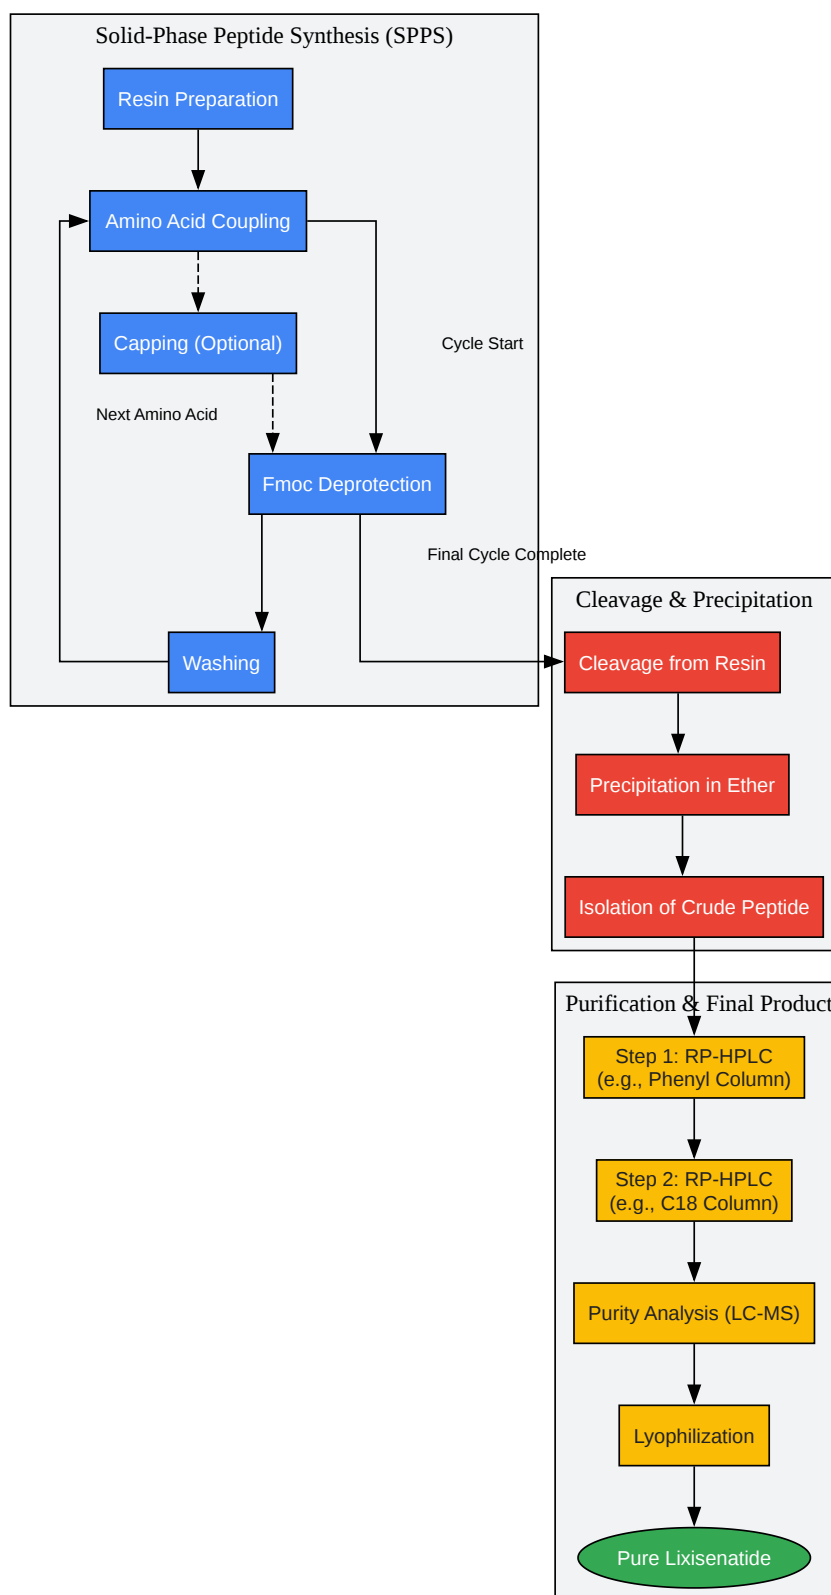 Solid-Phase Peptide Synthesis (SPPS)
Resin Preparation
Amino Acid Coupling
Capping (Optional)
Cycle Start
Next Amino Acid
Fmoc Deprotection
Final Cycle Complete
Washing
Cleavage & Precipitation
Cleavage from Resin
Precipitation in Ether
Isolation of Crude Peptide
Purification & Final Product
Step 1: RP-HPLC
(e.g., Phenyl Column)
Step 2: RP-HPLC
(e.g., C18 Column)
Purity Analysis (LC-MS)
Lyophilization
Pure Lixisenatide